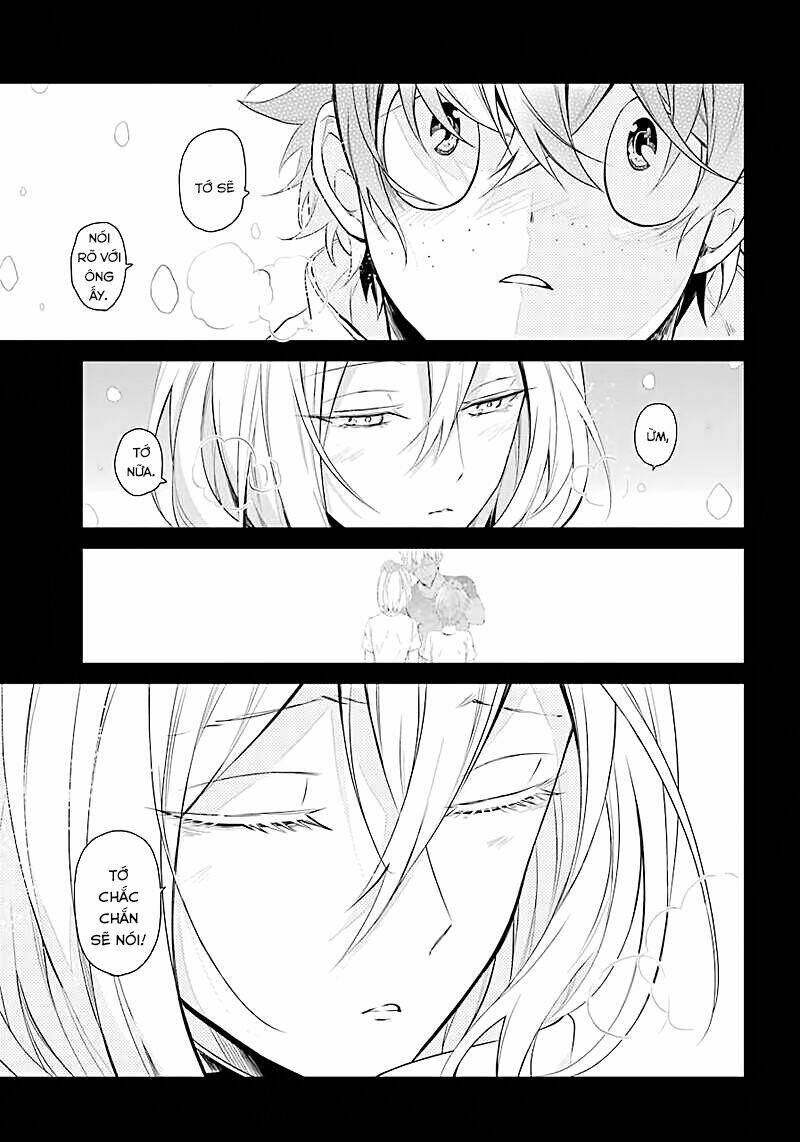 TỚ SẼ
NÓI
RÕ VỚI
ÔNG
ẤY.
ỪM,
TỚ
NỮA.
TỚ
CHẮC
CHẮN
SẼ NÓI!